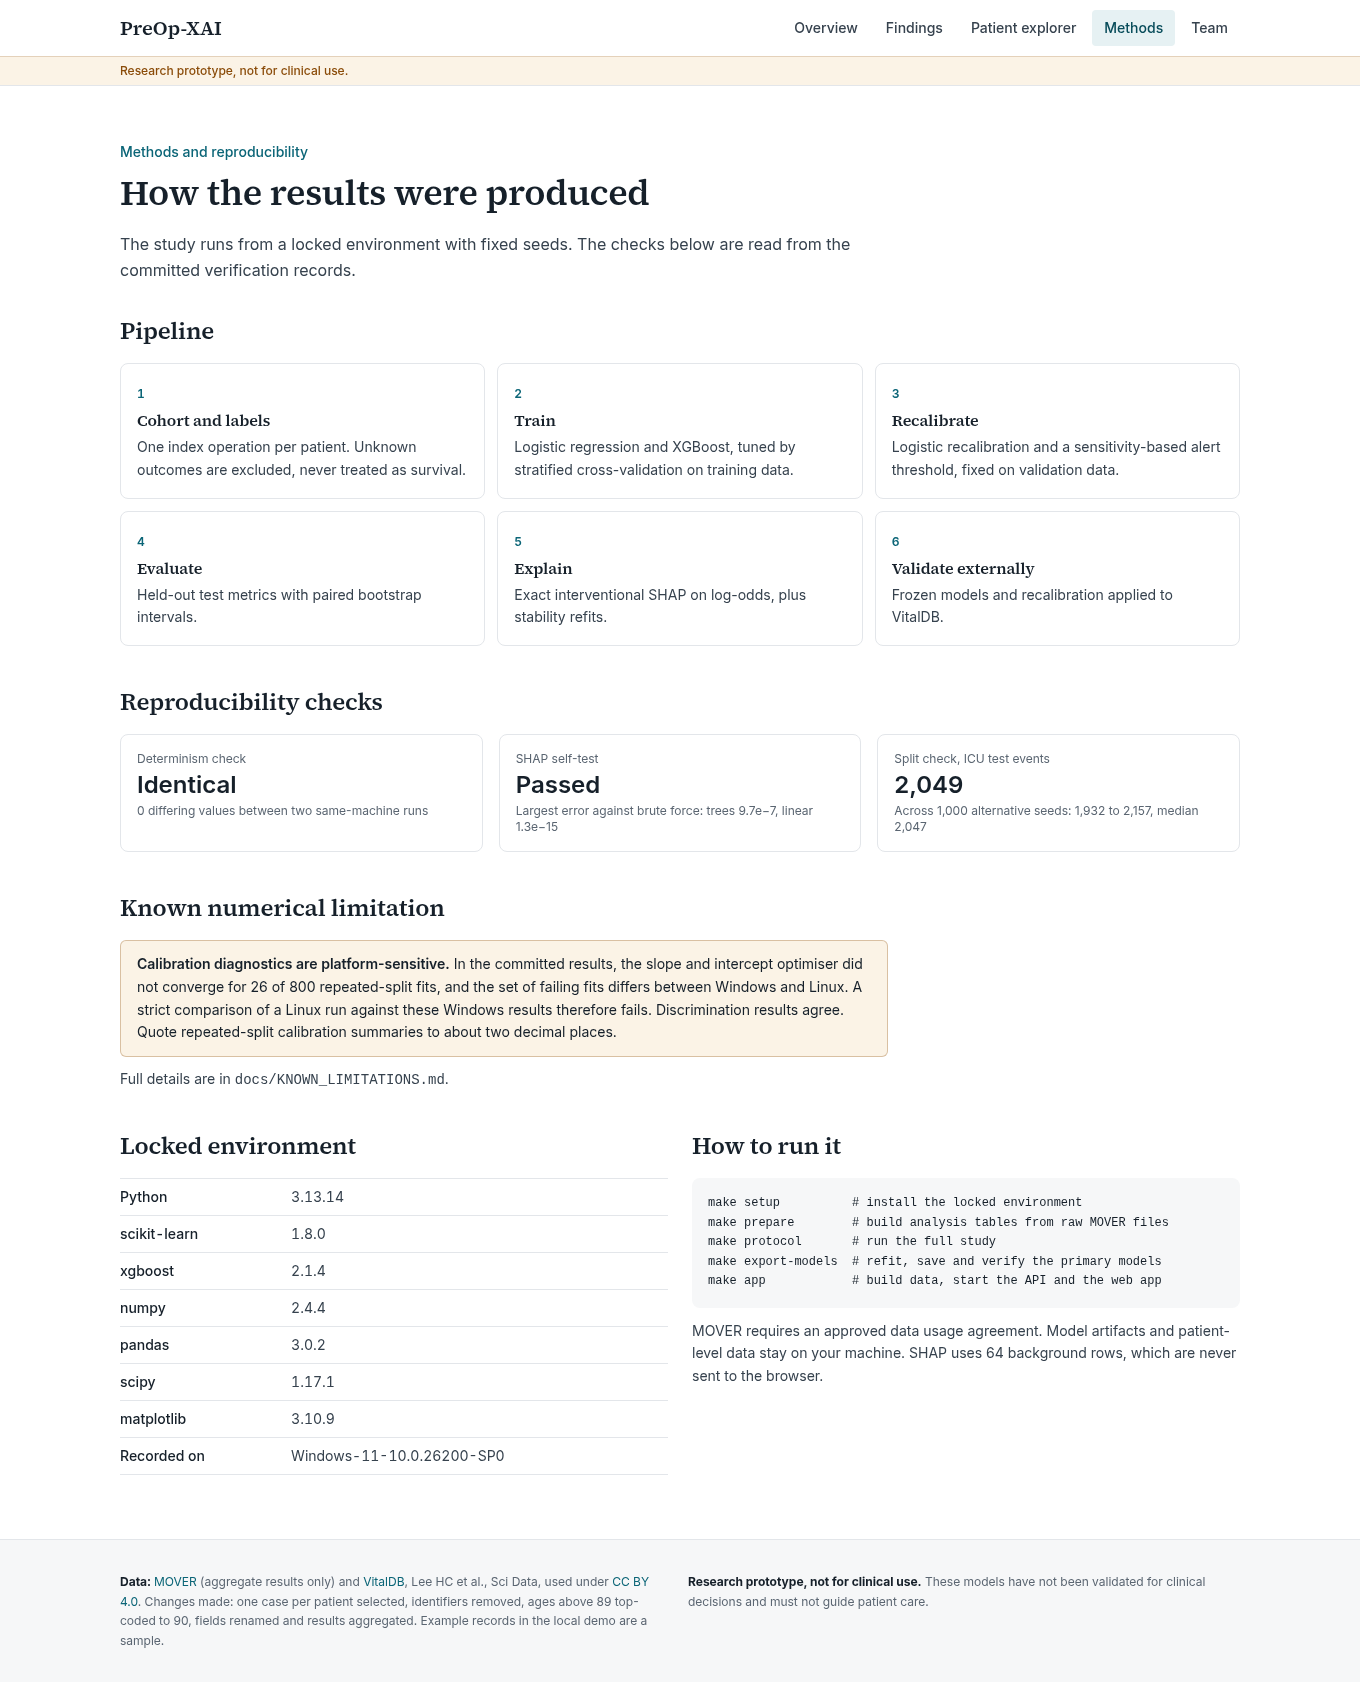 PreOp-XAI
Overview
Findings
Patient explorer
Methods
Team
Research prototype, not for clinical use.
Methods and reproducibility
How the results were produced
The study runs from a locked environment with fixed seeds. The checks below are read from the
committed verification records.
Pipeline
1
Cohort and labels
One index operation per patient. Unknown
outcomes are excluded, never treated as survival.
2
Train
Logistic regression and XGBoost, tuned by
stratified cross-validation on training data.
3
Recalibrate
Logistic recalibration and a sensitivity-based alert
threshold, fixed on validation data.
4
Evaluate
Held-out test metrics with paired bootstrap
intervals.
5
Explain
Exact interventional SHAP on log-odds, plus
stability refits.
6
Validate externally
Frozen models and recalibration applied to
VitalDB.
Reproducibility checks
Determinism check
Identical
0 differing values between two same-machine runs
SHAP self-test
Passed
Largest error against brute force: trees 9.7e−7, linear
1.3e−15
Split check, ICU test events
2,049
Across 1,000 alternative seeds: 1,932 to 2,157, median
2,047
Known numerical limitation
Calibration diagnostics are platform-sensitive. In the committed results, the slope and intercept optimiser did
not converge for 26 of 800 repeated-split fits, and the set of failing fits differs between Windows and Linux. A
strict comparison of a Linux run against these Windows results therefore fails. Discrimination results agree.
Quote repeated-split calibration summaries to about two decimal places.
Full details are in docs/KNOWN_LIMITATIONS.md.
Locked environment
Python 3.13.14
scikit-learn 1.8.0
xgboost 2.1.4
numpy 2.4.4
pandas 3.0.2
scipy 1.17.1
matplotlib 3.10.9
Recorded on Windows-11-10.0.26200-SP0
How to run it
make setup # install the locked environment
make prepare # build analysis tables from raw MOVER files
make protocol # run the full study
make export-models # refit, save and verify the primary models
make app # build data, start the API and the web app
MOVER requires an approved data usage agreement. Model artifacts and patient-
level data stay on your machine. SHAP uses 64 background rows, which are never
sent to the browser.
Data: MOVER (aggregate results only) and VitalDB, Lee HC et al., Sci Data, used under CC BY
4.0. Changes made: one case per patient selected, identifiers removed, ages above 89 top-
coded to 90, fields renamed and results aggregated. Example records in the local demo are a
sample.
Research prototype, not for clinical use. These models have not been validated for clinical
decisions and must not guide patient care.